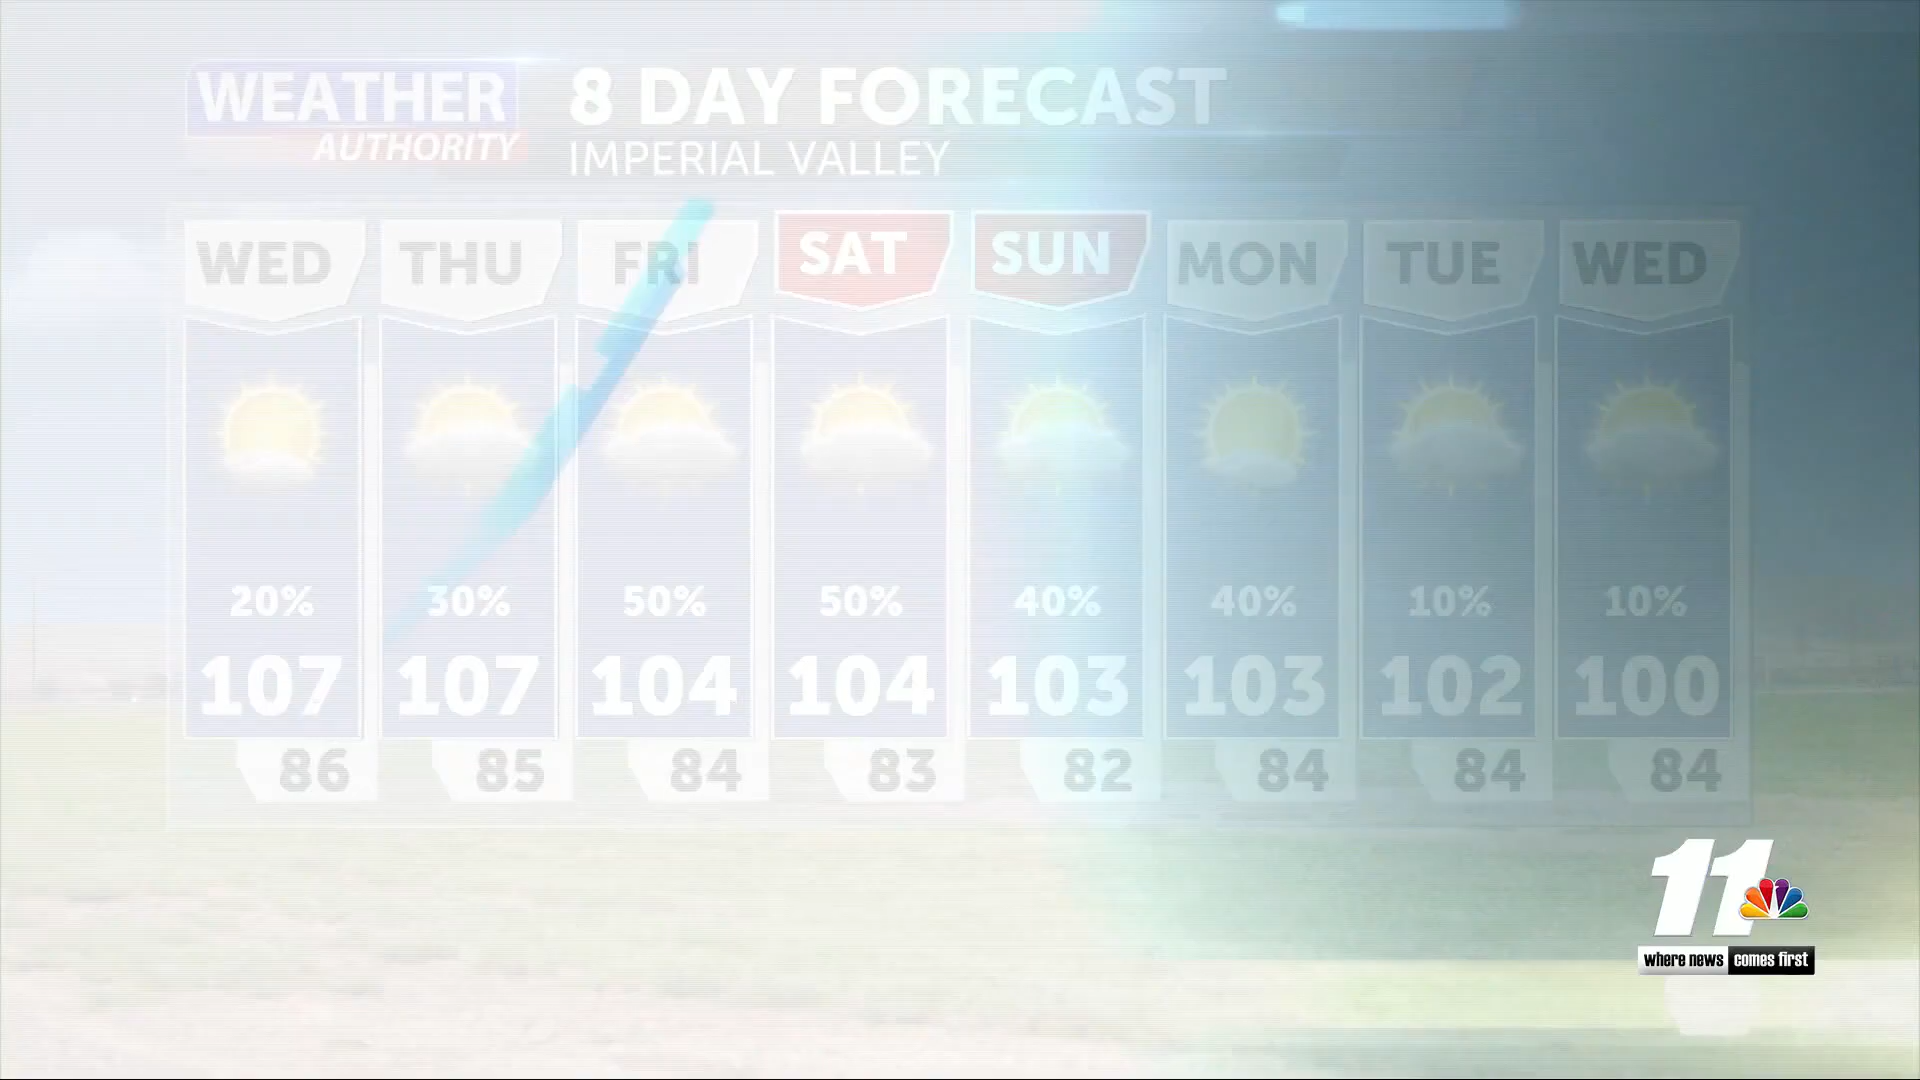 WEATHER
AUTHORITY
8 DAY FORECAST
IMPERIAL VALLEY
WED THU FRI SAT SUN MON TUE WED
20% 30% 50% 50% 40% 40% 10% 10%
107 107 104 104 103 103 102 100
86 85 84 83 82 84 84 84
11
where news comes first